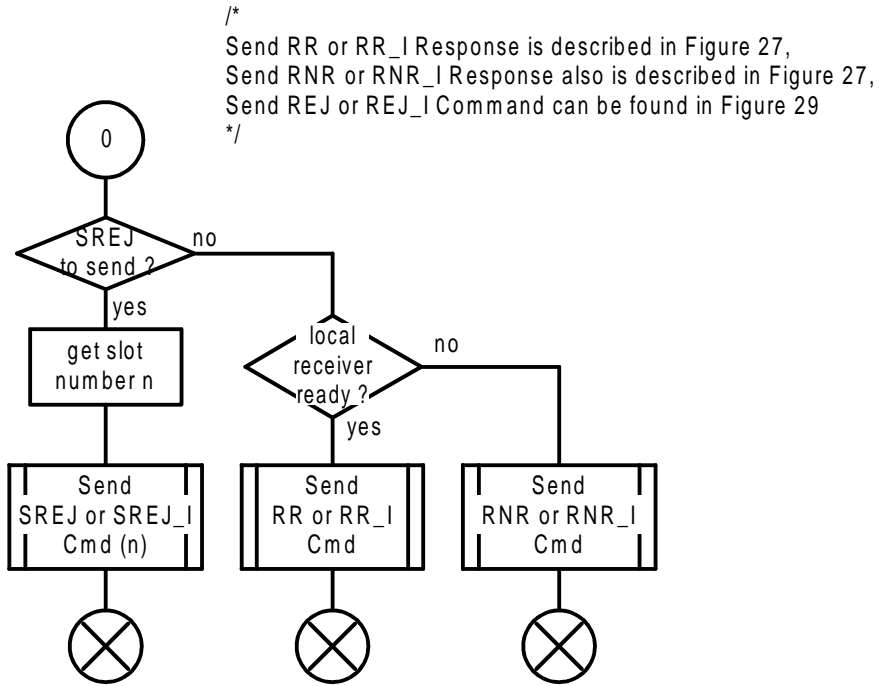 /*
Send RR or RR_I Response is described in Figure 27,
Send RNR or RNR_I Response also is described in Figure 27,
Send REJ or REJ_I Command can be found in Figure 29
*/
0
SREJ
to send ?
no
yes
get slot
number n
local
receiver
ready ?
no
yes
Send
SREJ or SREJ_I
Cmd (n)
Send
RR or RR_I
Cmd
Send
RNR or RNR_I
Cmd